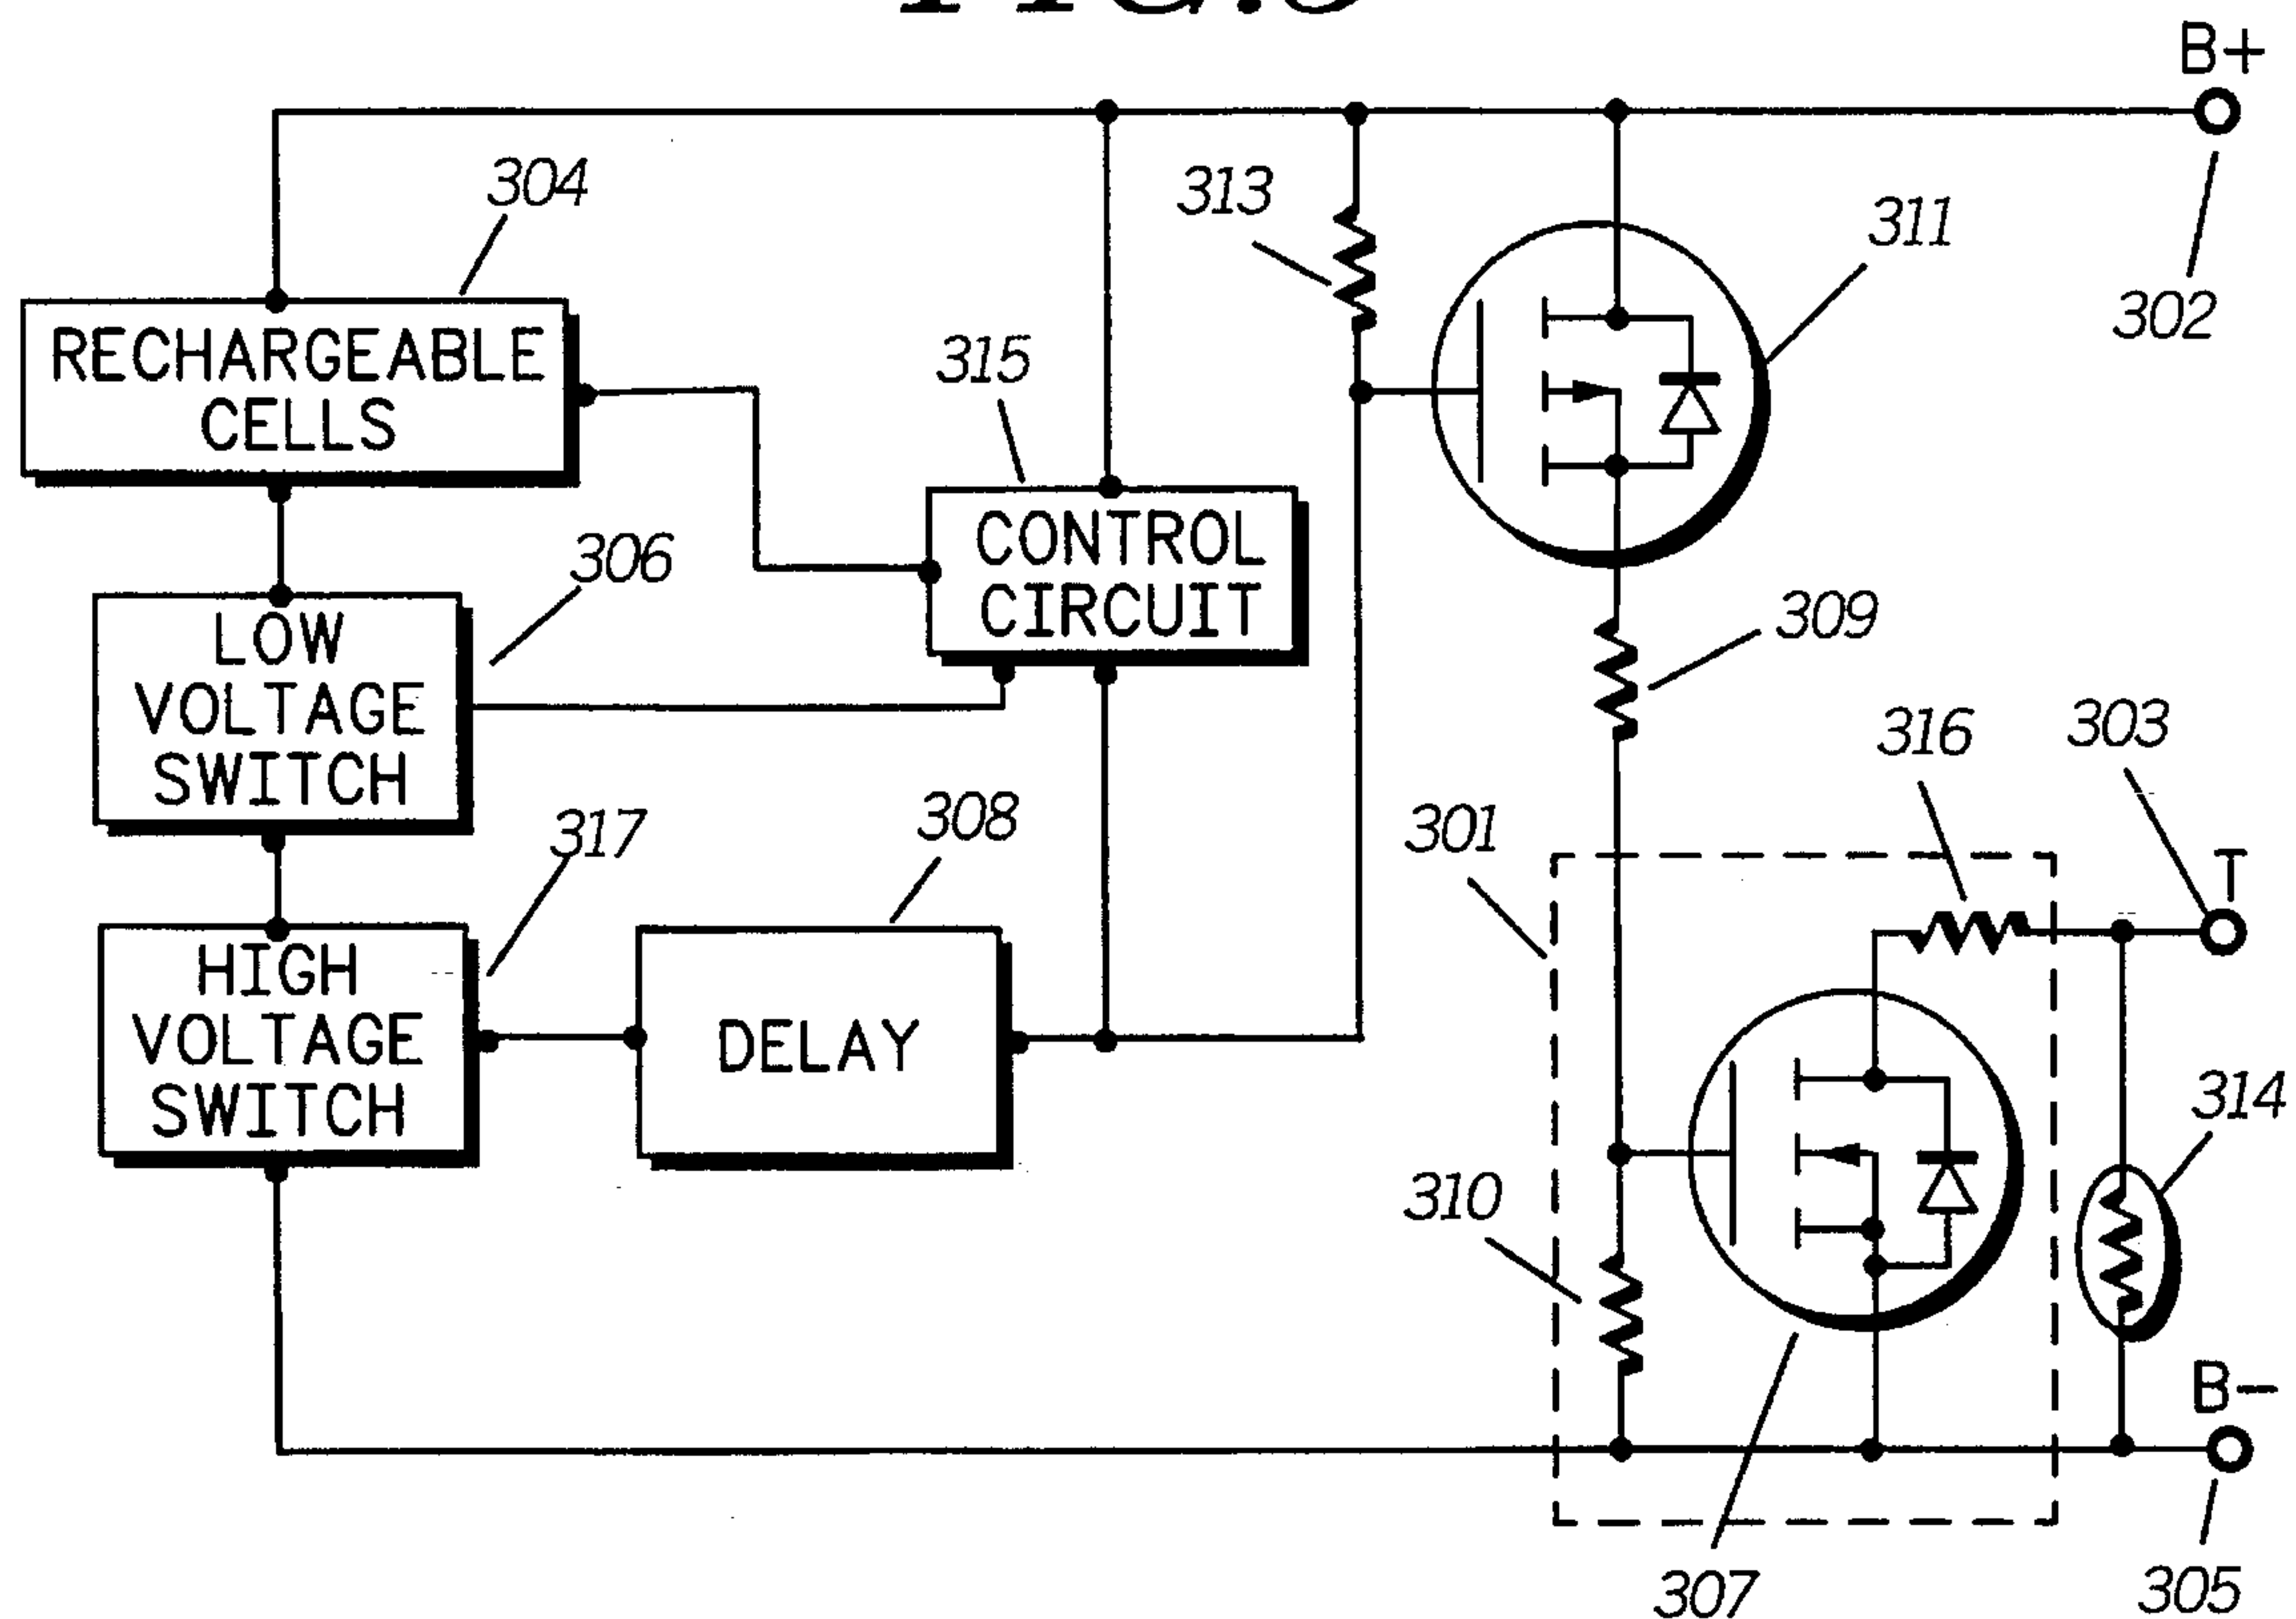 B+
304
313
311
302
RECHARGEABLE
CELLS
315
CONTROL
CIRCUIT
306
309
LOW
VOLTAGE
SWITCH
316
303
317
308
301
T
HIGH
VOLTAGE
SWITCH
DELAY
314
310
B-
307
305